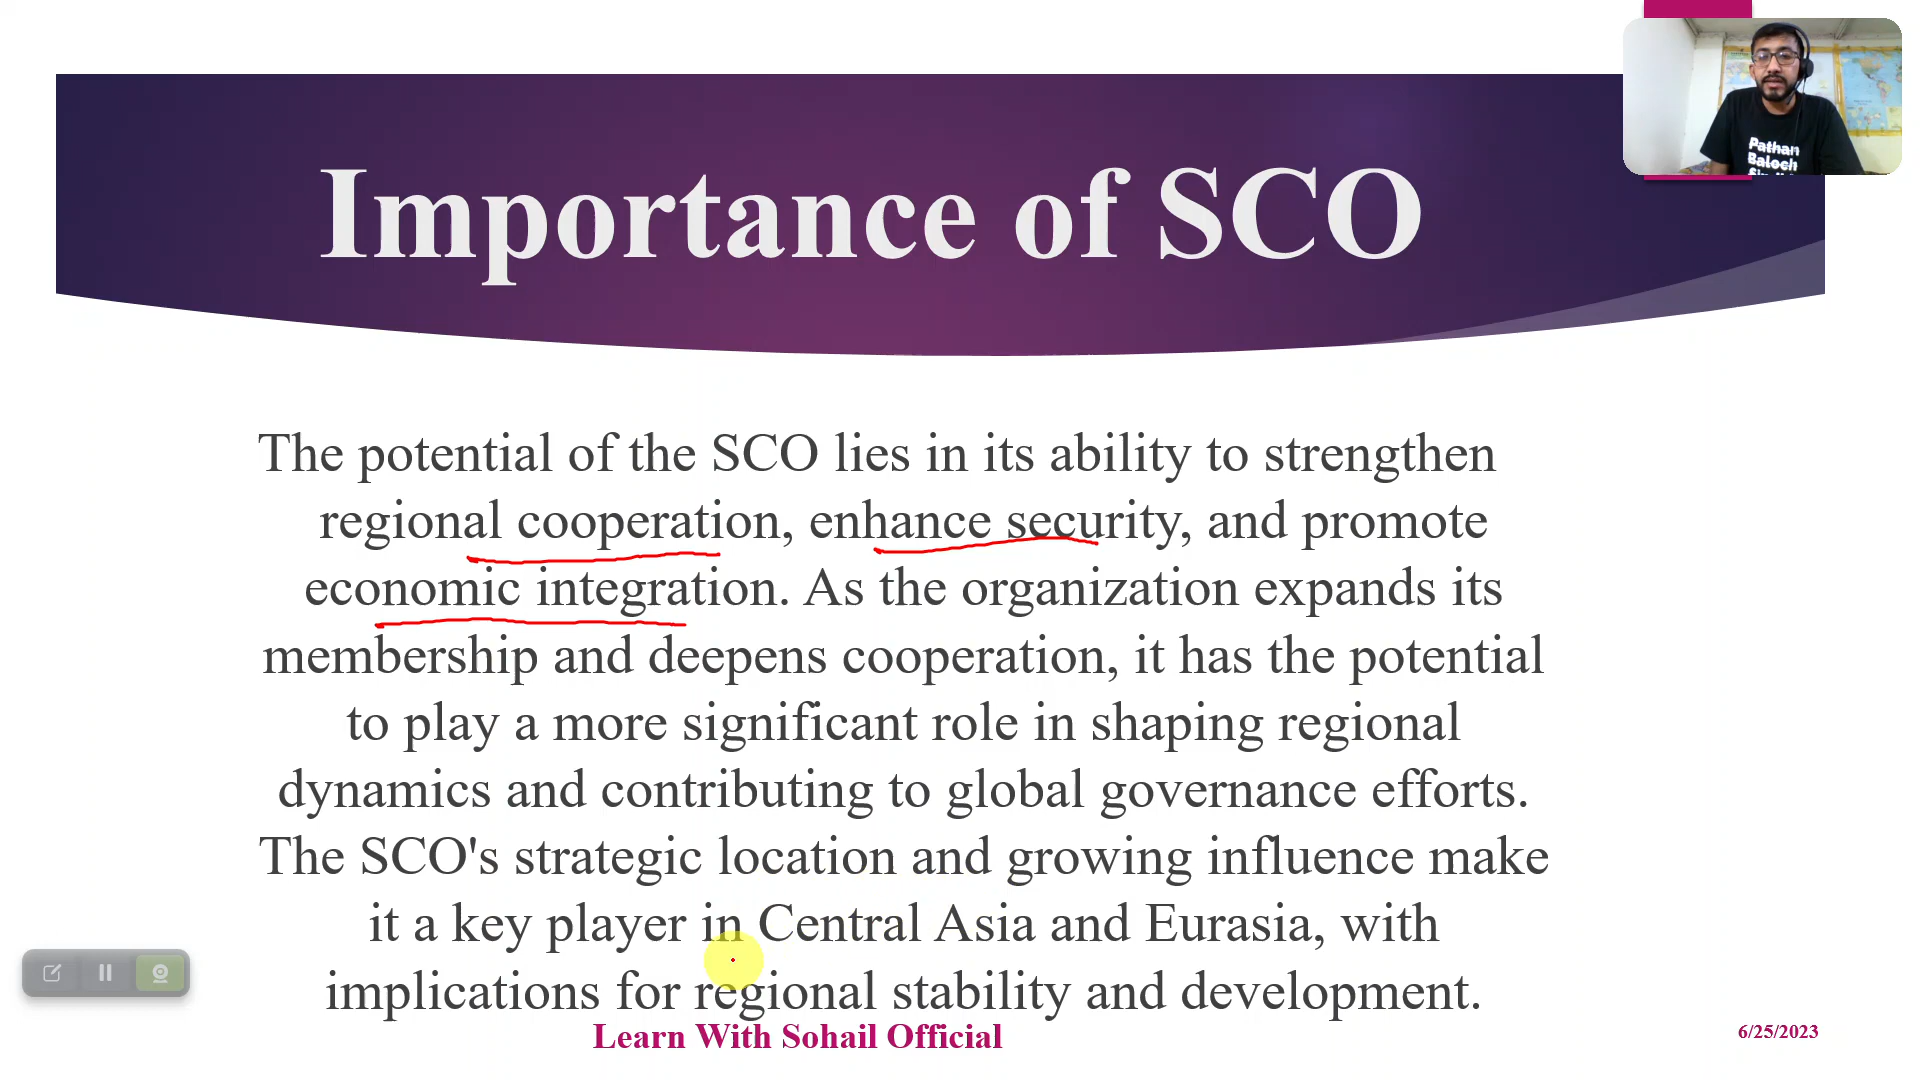 Importance of SCO
Pathan
Baloch
The potential of the SCO lies in its ability to strengthen
regional cooperation, enhance security, and promote
economic integration. As the organization expands its
membership and deepens cooperation, it has the potential
to play a more significant role in shaping regional
dynamics and contributing to global governance efforts.
The SCO's strategic location and growing influence make
it a key player in Central Asia and Eurasia, with
implications for regional stability and development.
Learn With Sohail Official
6/25/2023